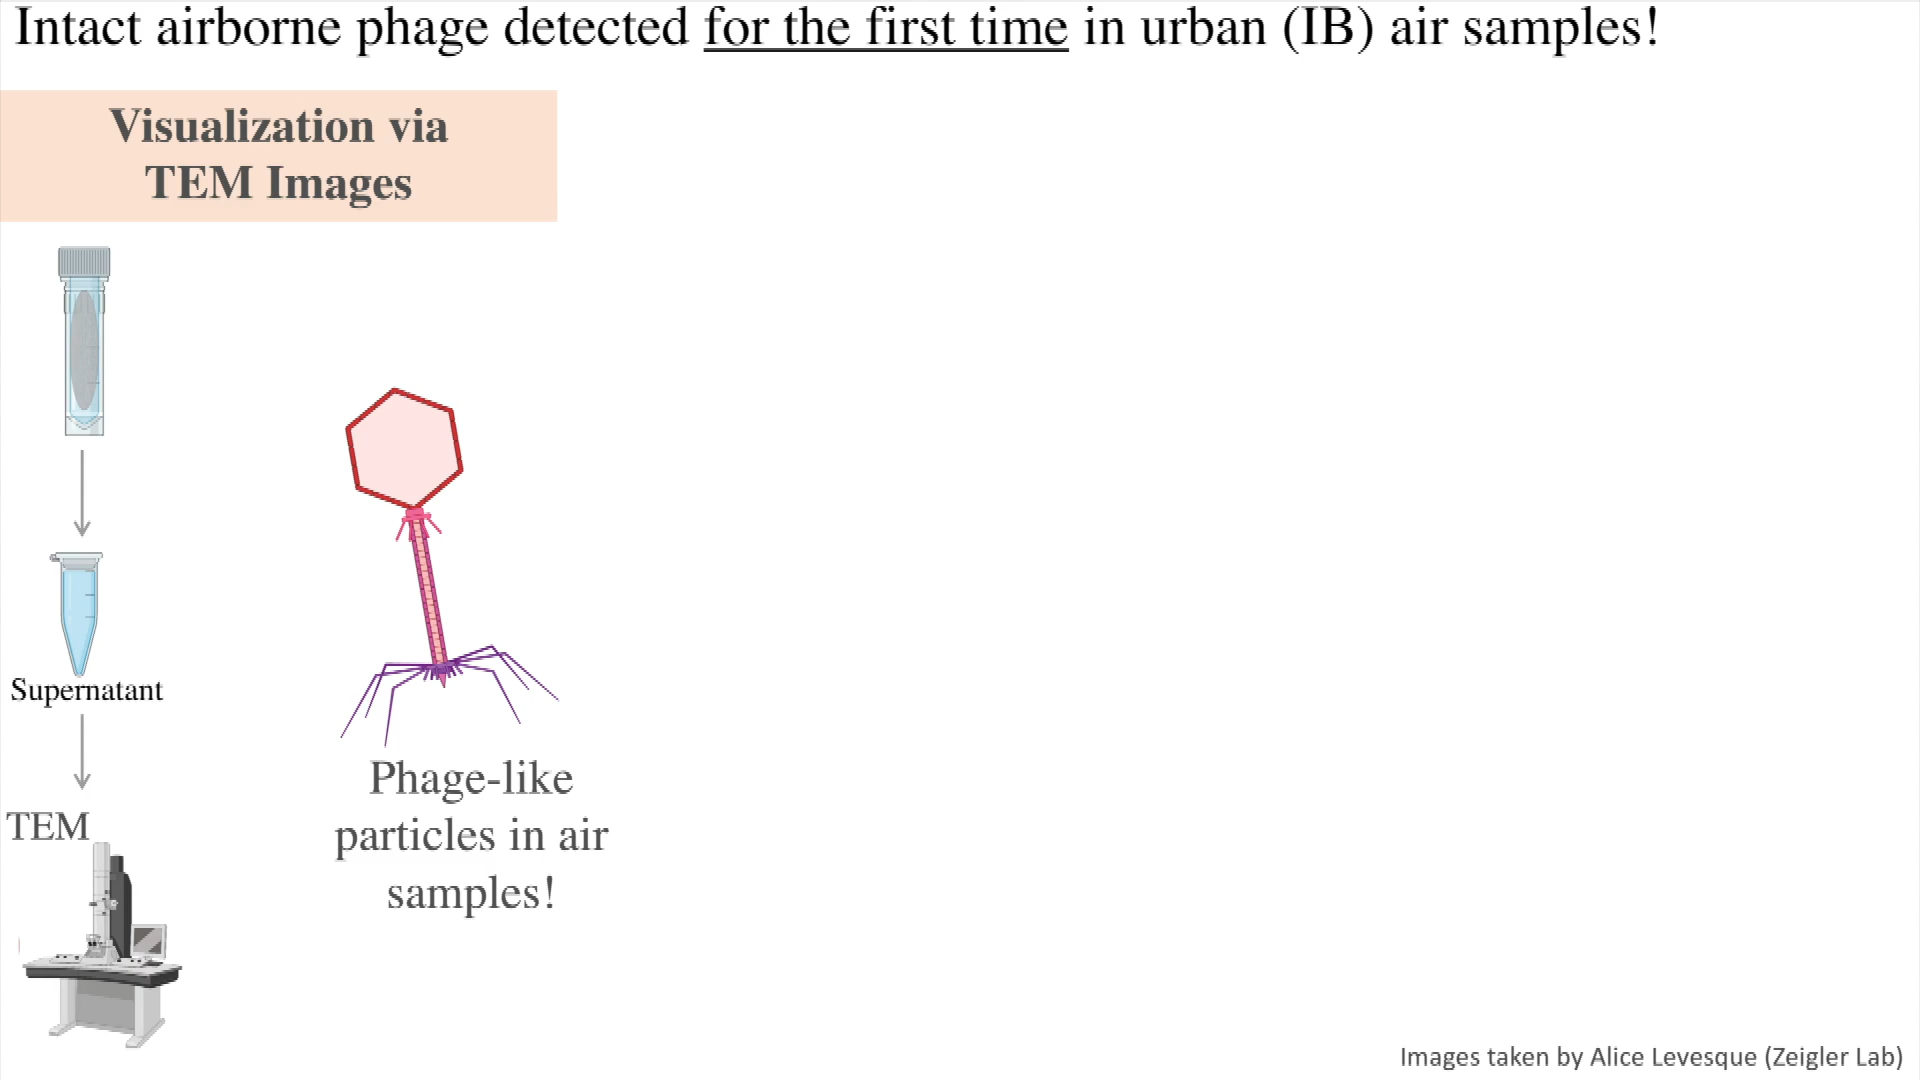 Intact airborne phage detected for the first time in urban (IB) air samples!
Visualization via
TEM Images
Supernatant
TEM
Phage-like
particles in air
samples!
Images taken by Alice Levesque (Zeigler Lab)